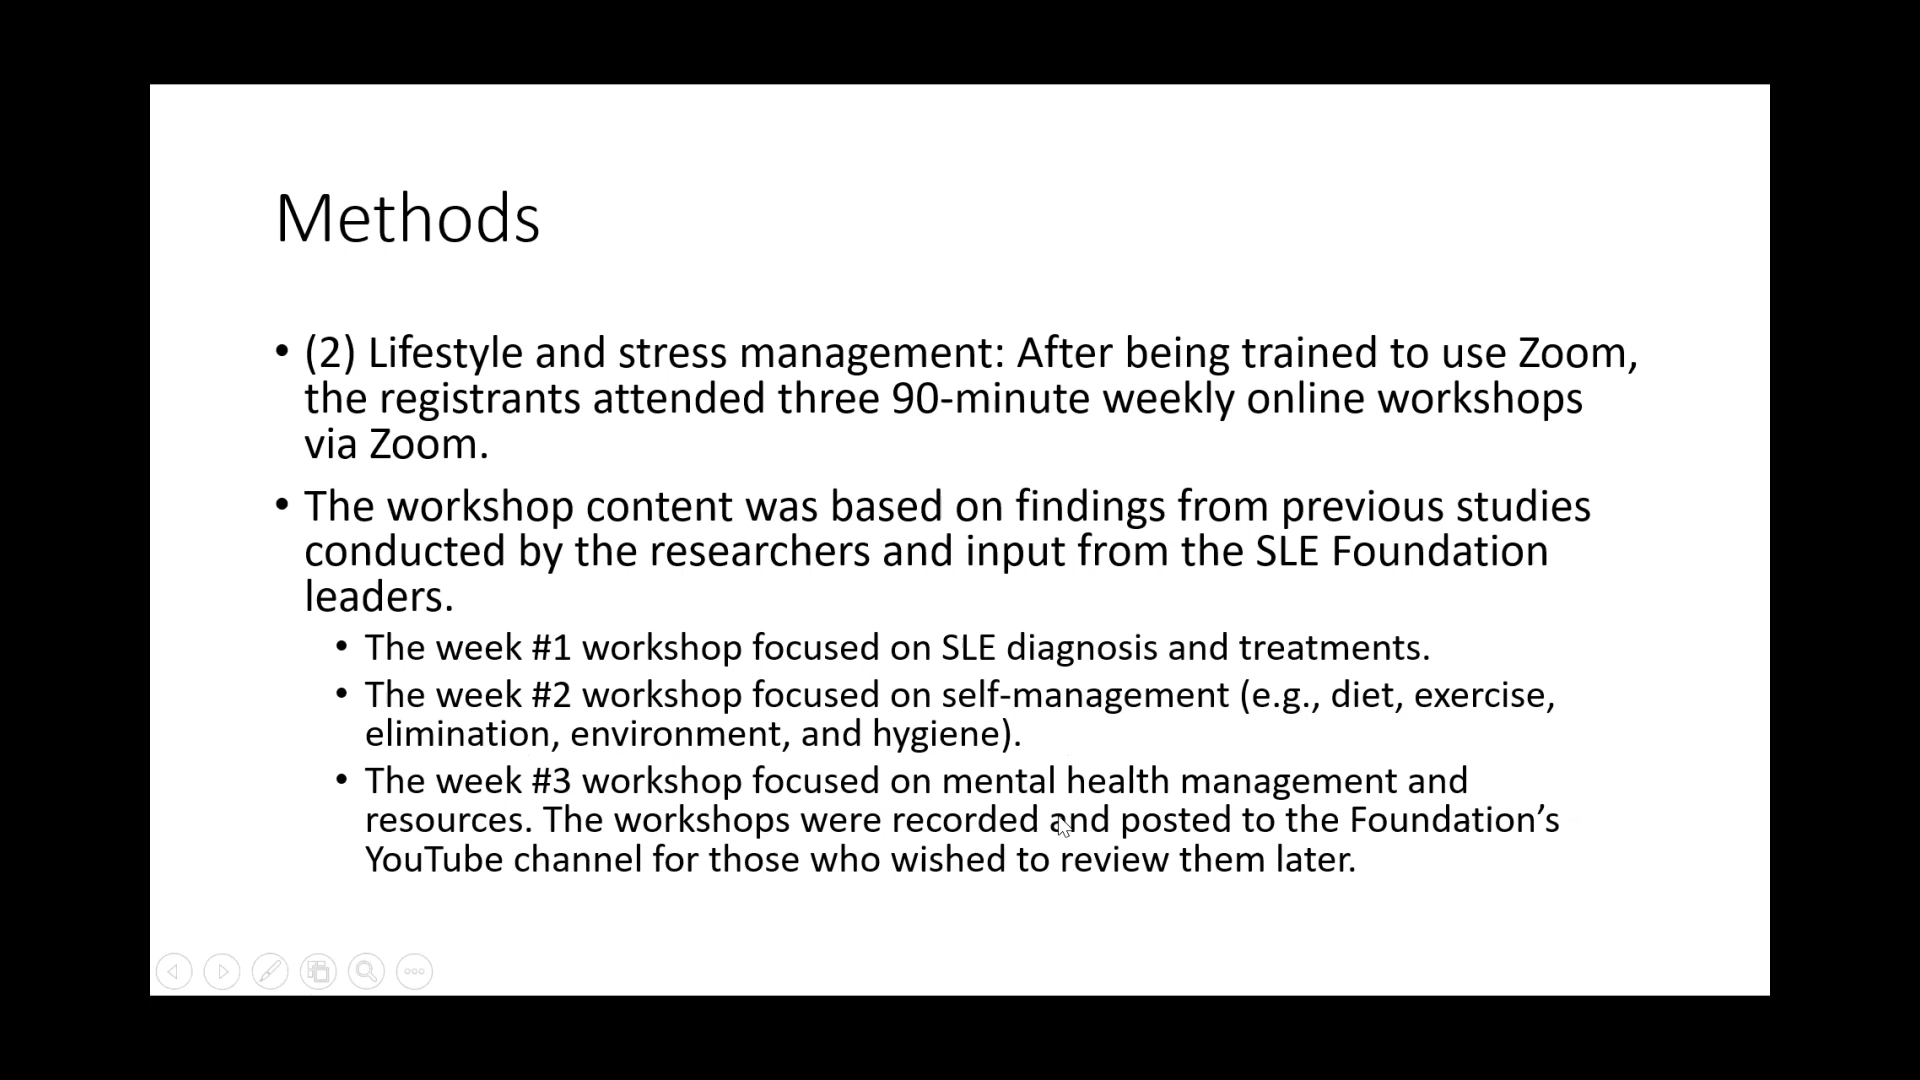 Methods
• (2) Lifestyle and stress management: After being trained to use Zoom,
the registrants attended three 90-minute weekly online workshops
via Zoom.
• The workshop content was based on findings from previous studies
conducted by the researchers and input from the SLE Foundation
leaders.
• The week #1 workshop focused on SLE diagnosis and treatments.
• The week #2 workshop focused on self-management (e.g., diet, exercise,
elimination, environment, and hygiene).
• The week #3 workshop focused on mental health management and
resources. The workshops were recorded and posted to the Foundation’s
YouTube channel for those who wished to review them later.